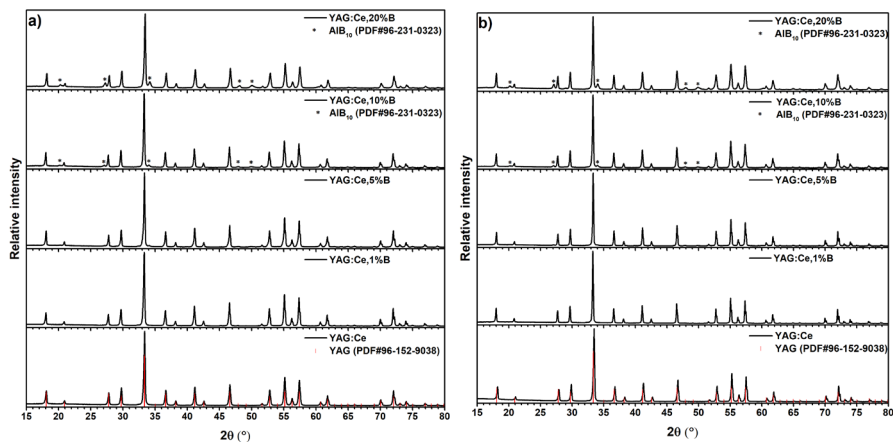 a)
YAG:Ce,20%B
* AlB10 (PDF#96-231-0323)
YAG:Ce,10%B
* AlB10 (PDF#96-231-0323)
YAG:Ce,5%B
YAG:Ce,1%B
YAG:Ce
YAG (PDF#96-152-9038)
Relative intensity
15 20 25 30 35 40 45 50 55 60 65 70 75 80
2θ (°)
b)
YAG:Ce,20%B
* AlB10 (PDF#96-231-0323)
YAG:Ce,10%B
* AlB10 (PDF#96-231-0323)
YAG:Ce,5%B
YAG:Ce,1%B
YAG:Ce
YAG (PDF#96-152-9038)
Relative intensity
15 20 25 30 35 40 45 50 55 60 65 70 75 80
2θ (°)